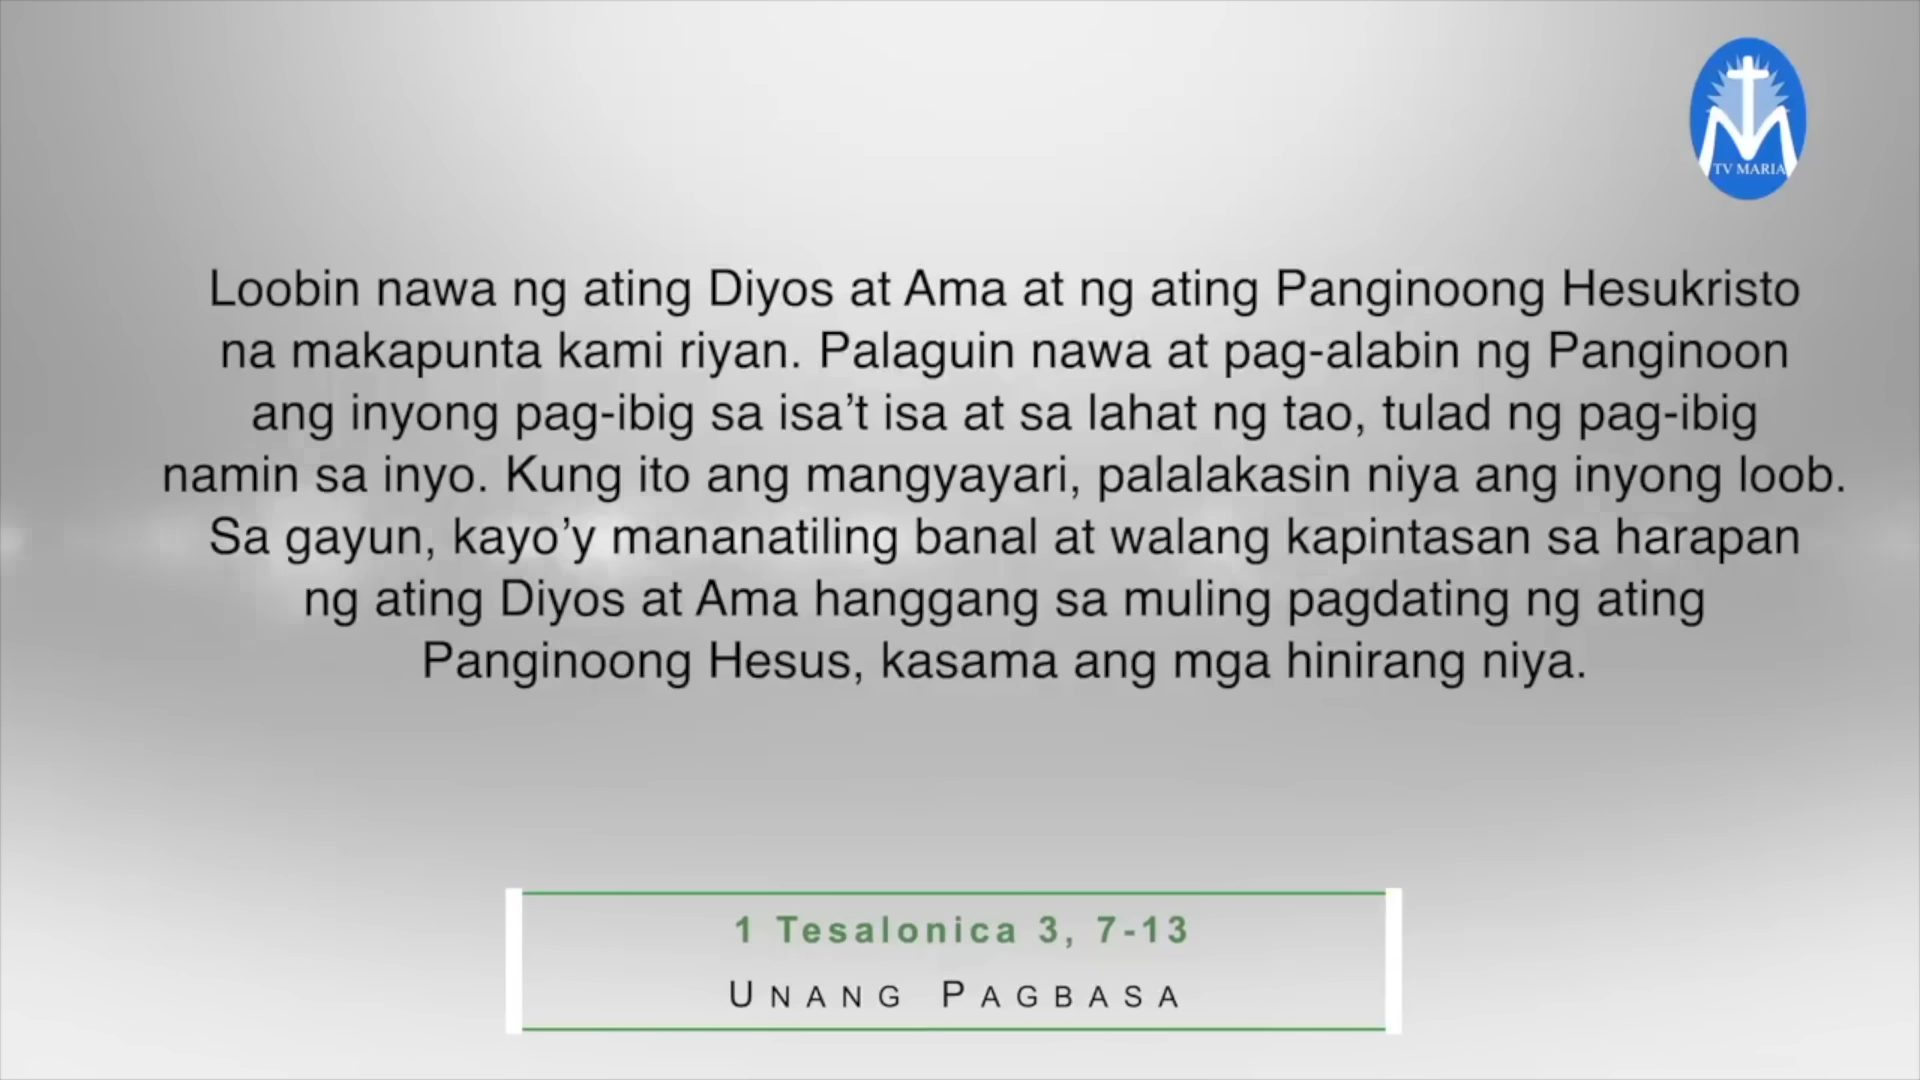 TV MARIA
Loobin nawa ng ating Diyos at Ama at ng ating Panginoong Hesukristo
na makapunta kami riyan. Palaguin nawa at pag-alabin ng Panginoon
ang inyong pag-ibig sa isa’t isa at sa lahat ng tao, tulad ng pag-ibig
namin sa inyo. Kung ito ang mangyayari, palalakasin niya ang inyong loob.
Sa gayun, kayo’y mananatiling banal at walang kapintasan sa harapan
ng ating Diyos at Ama hanggang sa muling pagdating ng ating
Panginoong Hesus, kasama ang mga hinirang niya.
1 Tesalonica 3, 7-13
UNANG PAGBASA